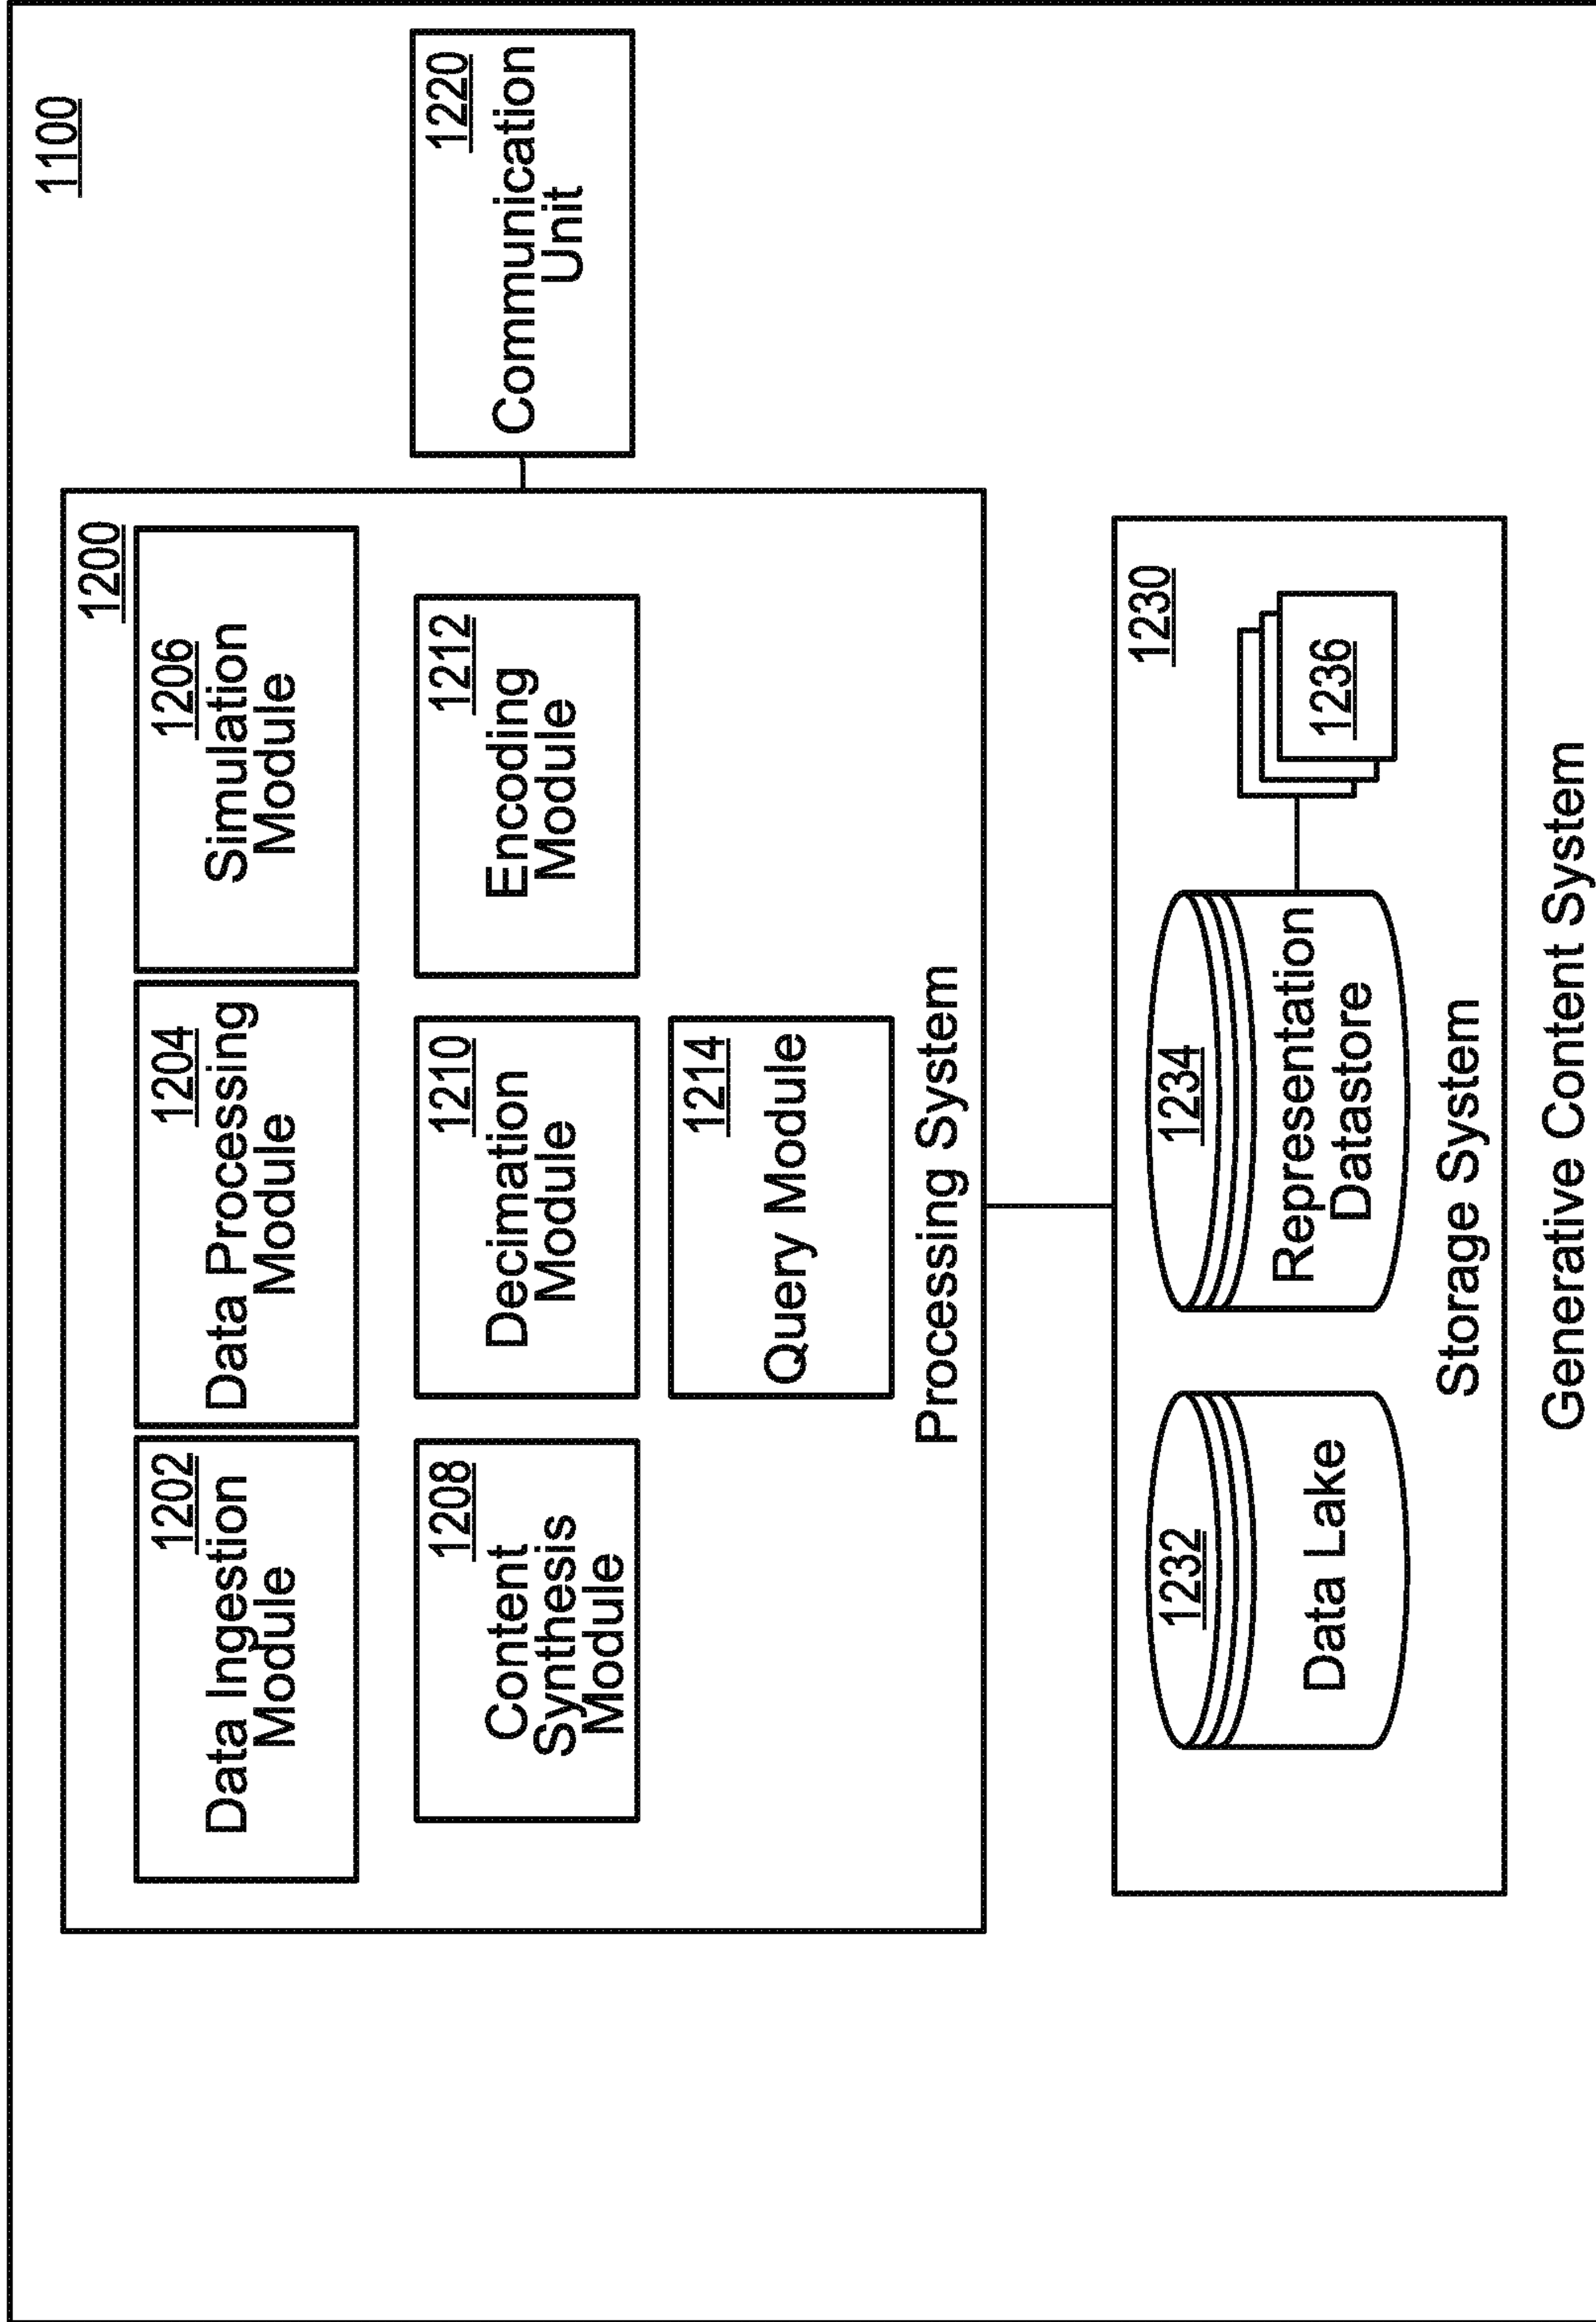 1100
1200
1202
Data Ingestion
Module
1204
Data Processing
Module
1206
Simulation
Module
1208
Content
Synthesis
Module
1210
Decimation
Module
1212
Encoding
Module
1214
Query Module
Processing System
1220
Communication
Unit
1230
1232
Data Lake
1234
Representation
Datastore
1236
Storage System
Generative Content System